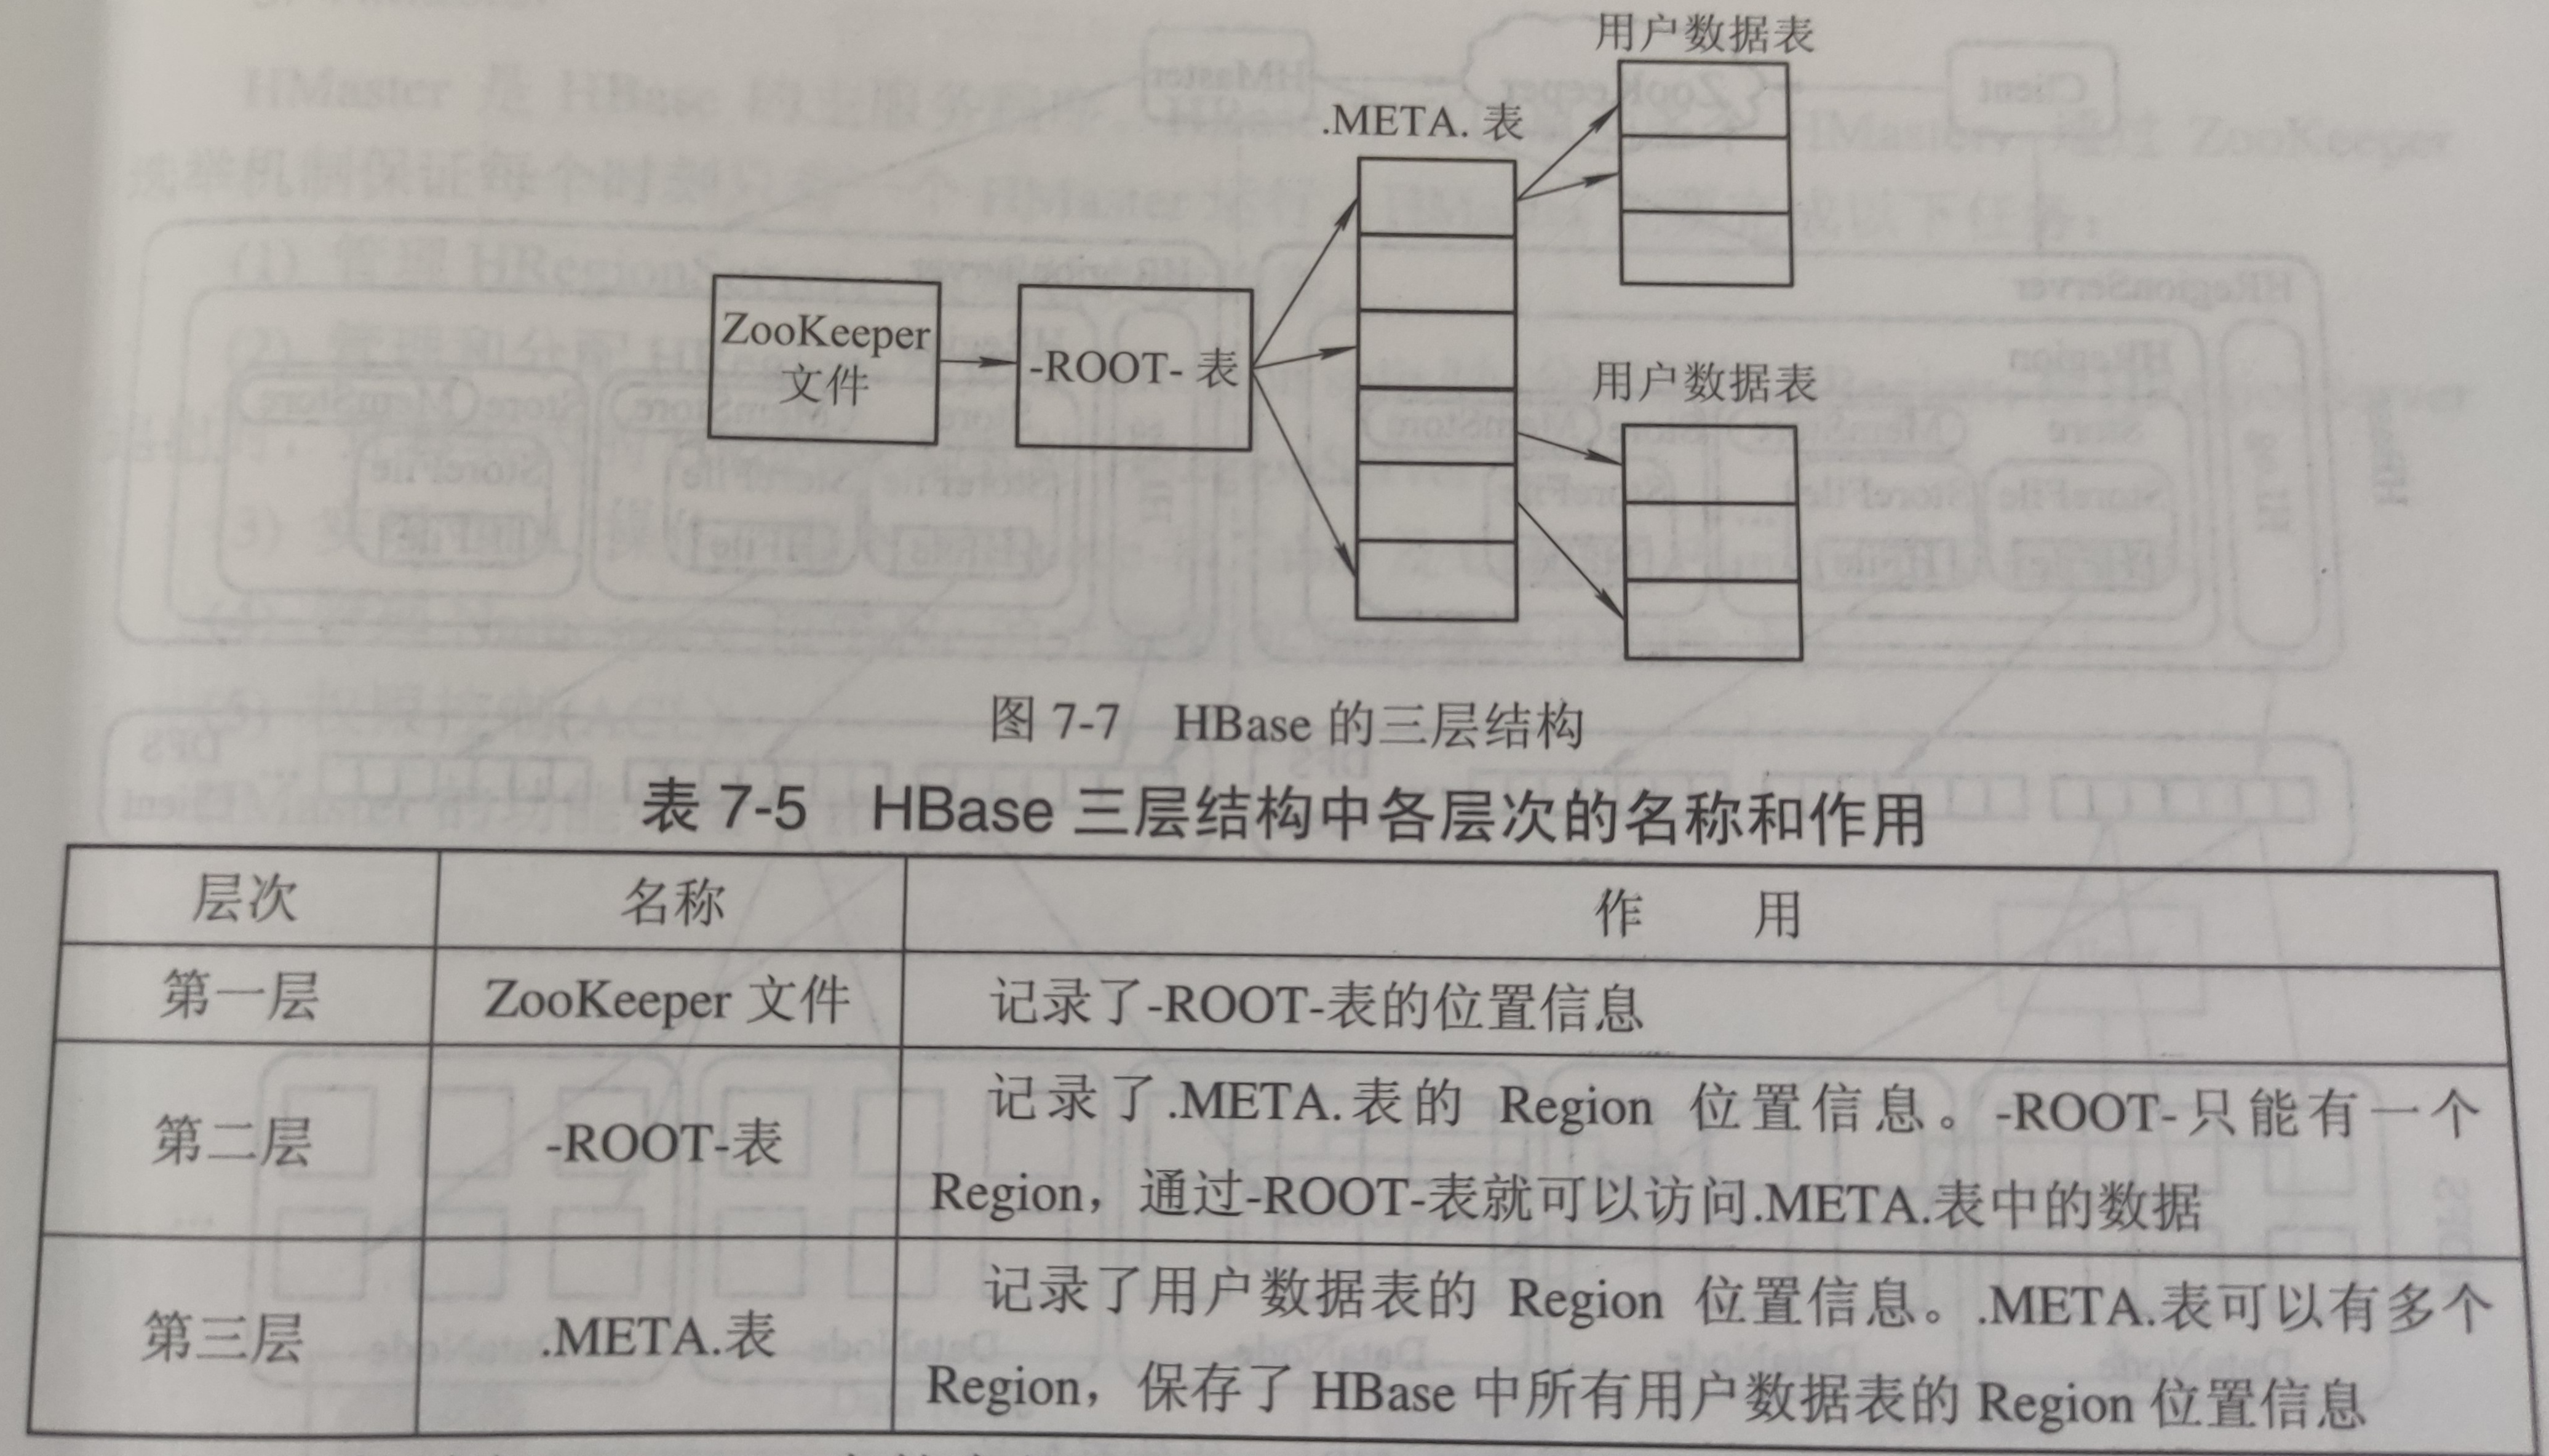 用户数据表
.META. 表
ZooKeeper
文件
-ROOT- 表
用户数据表
图 7-7 HBase 的三层结构
表 7-5 HBase 三层结构中各层次的名称和作用
层次 名称 作 用
第一层 ZooKeeper 文件 记录了-ROOT-表的位置信息
第二层 -ROOT-表 记录了.META.表的 Region 位置信息。-ROOT-只能有一个
Region，通过-ROOT-表就可以访问.META.表中的数据
第三层 .META.表 记录了用户数据表的 Region 位置信息。.META.表可以有多个
Region，保存了 HBase 中所有用户数据表的 Region 位置信息